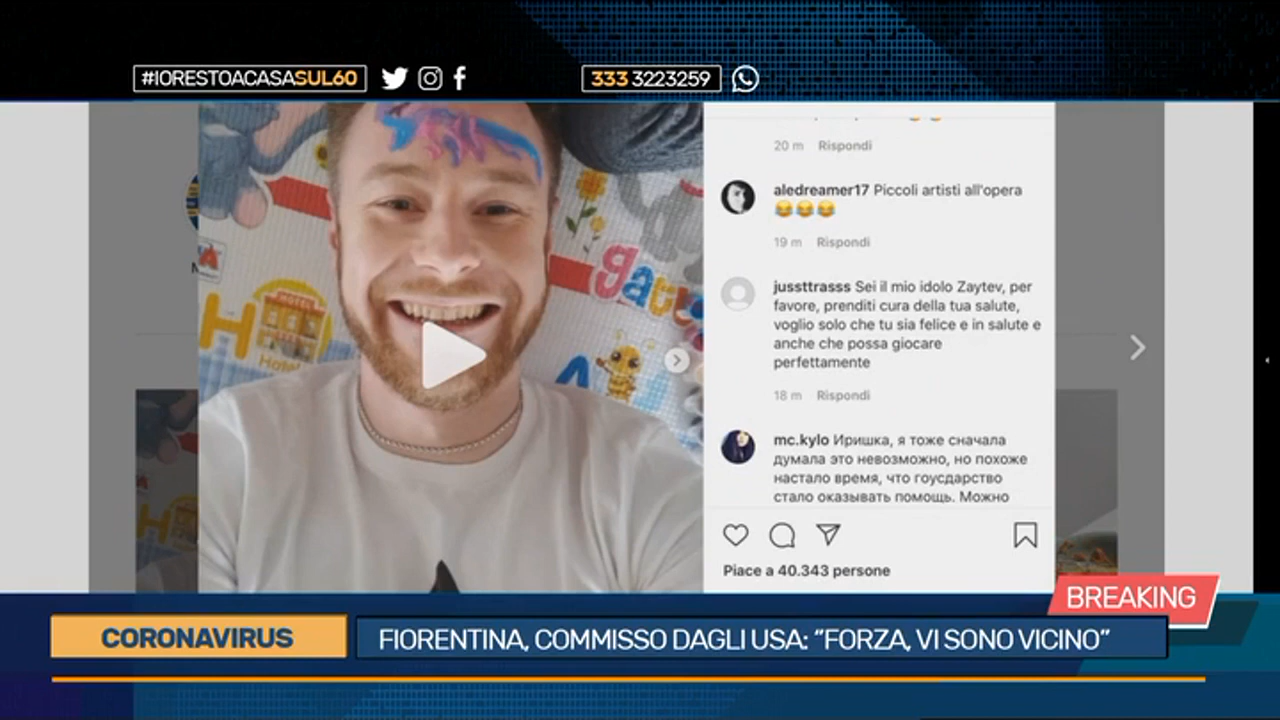 #IORESTOACASASUL60
333 3223259
20 m Rispondi
aledreamer17 Piccoli artisti all'opera
😂😂😂
19 m Rispondi
jussttrasss Sei il mio idolo Zaytev, per
favore, prenditi cura della tua salute,
voglio solo che tu sia felice e in salute e
anche che possa giocare
perfettamente
18 m Rispondi
mc.kylo Иришка, я тоже сначала
думала это невозможно, но похоже
настало время, что гоусдарство
стало оказывать помощь. Можно
Piace a 40.343 persone
H
HOTEL
Hotel
gatto
A
BREAKING
CORONAVIRUS
FIORENTINA, COMMISSO DAGLI USA: “FORZA, VI SONO VICINO”